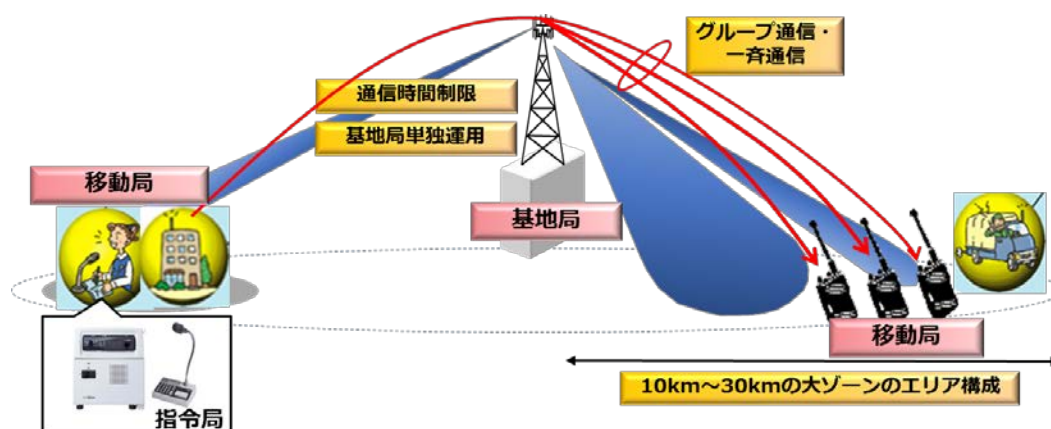 グループ通信・
一斉通信
通信時間制限
基地局単独運用
移動局
基地局
移動局
指令局
10km～30kmの大ゾーンのエリア構成